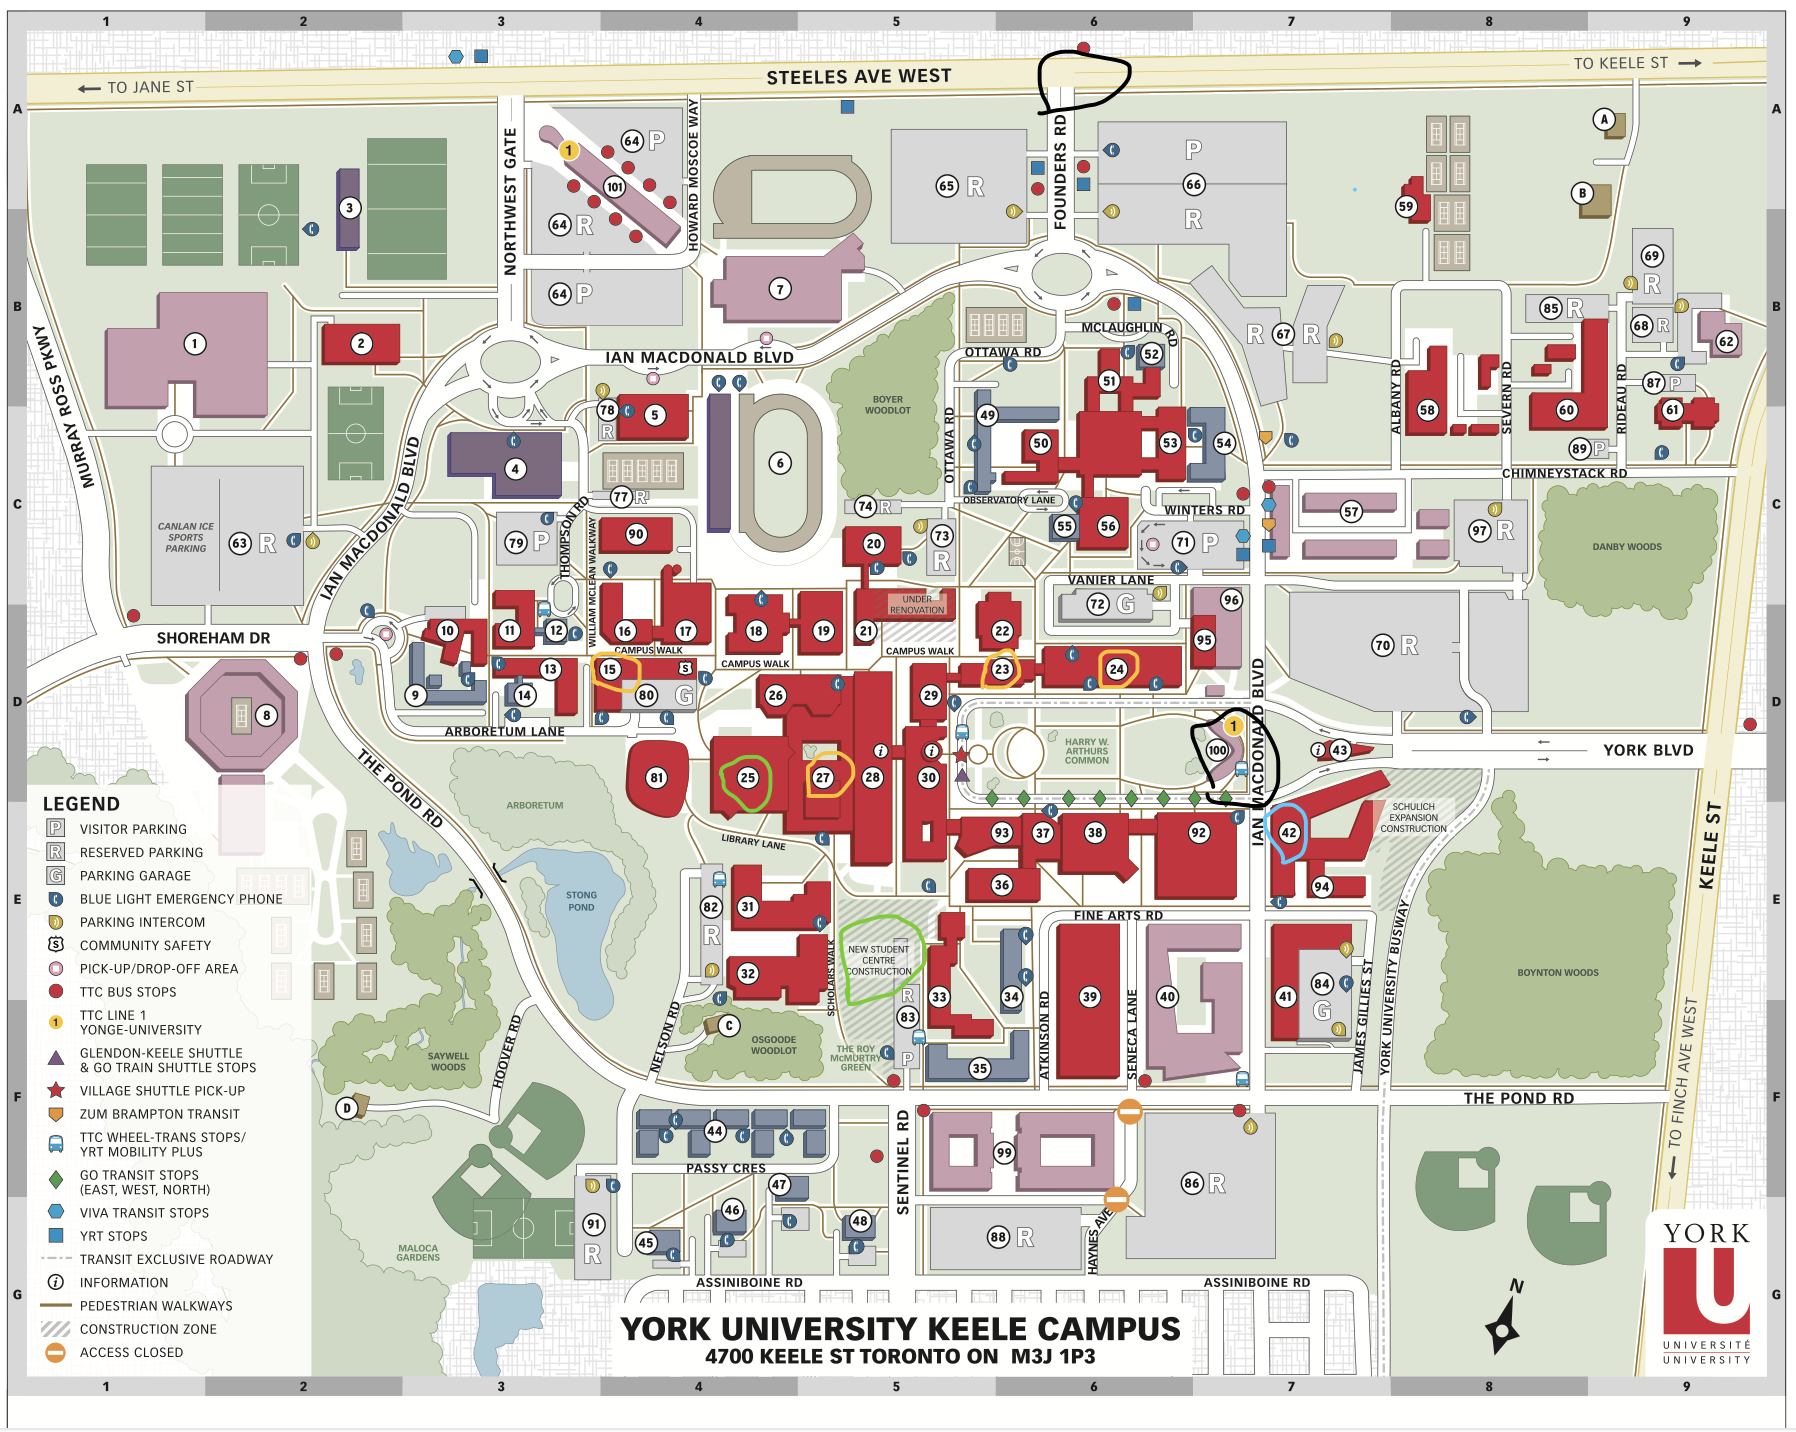 1 2 3 4 5 6 7 8 9
STEELES AVE WEST
← TO JANE ST
TO KEELE ST →
A A
NORTHWEST GATE
HOWARD MOSCOE WAY
FOUNDERS RD
64 P
1
101
64 R
64 P
3
65 R
P
66
R
59
A
B
69
R
7
B B
1
2
MURRAY ROSS PKWY
IAN MACDONALD BLVD
MCLAUGHLIN RD
OTTAWA RD
52
51
R 67 R
85 R
68 R
62
87 P
61
ALBANY RD
SEVERN RD
RIDEAU RD
58
60
89 P
CHIMNEYSTACK RD
78
R
5
4
6
BOYER
WOODLOT
OTTAWA RD
49
50
53
54
IAN MACDONALD BLVD
C C
CANLAN ICE
SPORTS
PARKING
63 R
77 R
79 P
THOMPSON RD
WILLIAM MCLEAN WALKWAY
90
74 R
OBSERVATORY LANE
WINTERS RD
55
56
71 P
57
97 R
DANBY WOODS
20
73
R
VANIER LANE
72 G
96
95
70 R
UNDER
RENOVATION
SHOREHAM DR
10
11
12
16
17
18
19
21
22
CAMPUS WALK
CAMPUS WALK
CAMPUS WALK
13
15
S
23
24
9
14
80 G
26
29
D D
8
ARBORETUM LANE
IAN MACDONALD BLVD
1
100
i 43
YORK BLVD
HARRY W.
ARTHURS
COMMON
THE POND RD
ARBORETUM
81
25
27
28
i
i
30
42
SCHULICH
EXPANSION
CONSTRUCTION
KEELE ST
LIBRARY LANE
93
37
38
92
94
36
E E
STONG
POND
82
R
31
32
SCHOLARS WALK
NEW STUDENT
CENTRE
CONSTRUCTION
FINE ARTS RD
33
34
39
40
41
84
G
R
83
P
ATKINSON RD
SENECA LANE
JAMES GILLIES ST
YORK UNIVERSITY BUSWAY
BOYNTON WOODS
TO FINCH AVE WEST
SAYWELL
WOODS
HOOVER RD
NELSON RD
C
OSGOODE
WOODLOT
THE ROY
McMURTRY
GREEN
35
D
F F
THE POND RD
44
PASSY CRES
SENTINEL RD
99
86 R
47
46
48
45
91
R
88 R
HAYNES AVE
MALOCA
GARDENS
ASSINIBOINE RD
ASSINIBOINE RD
G G
LEGEND
P VISITOR PARKING
R RESERVED PARKING
G PARKING GARAGE
BLUE LIGHT EMERGENCY PHONE
PARKING INTERCOM
S COMMUNITY SAFETY
PICK-UP/DROP-OFF AREA
TTC BUS STOPS
1 TTC LINE 1
YONGE-UNIVERSITY
GLENDON-KEELE SHUTTLE
& GO TRAIN SHUTTLE STOPS
VILLAGE SHUTTLE PICK-UP
ZUM BRAMPTON TRANSIT
TTC WHEEL-TRANS STOPS/
YRT MOBILITY PLUS
GO TRANSIT STOPS
(EAST, WEST, NORTH)
VIVA TRANSIT STOPS
YRT STOPS
TRANSIT EXCLUSIVE ROADWAY
i INFORMATION
PEDESTRIAN WALKWAYS
CONSTRUCTION ZONE
ACCESS CLOSED
YORK UNIVERSITY KEELE CAMPUS
4700 KEELE ST TORONTO ON M3J 1P3
N
YORK
U
UNIVERSITÉ
UNIVERSITY
1 2 3 4 5 6 7 8 9